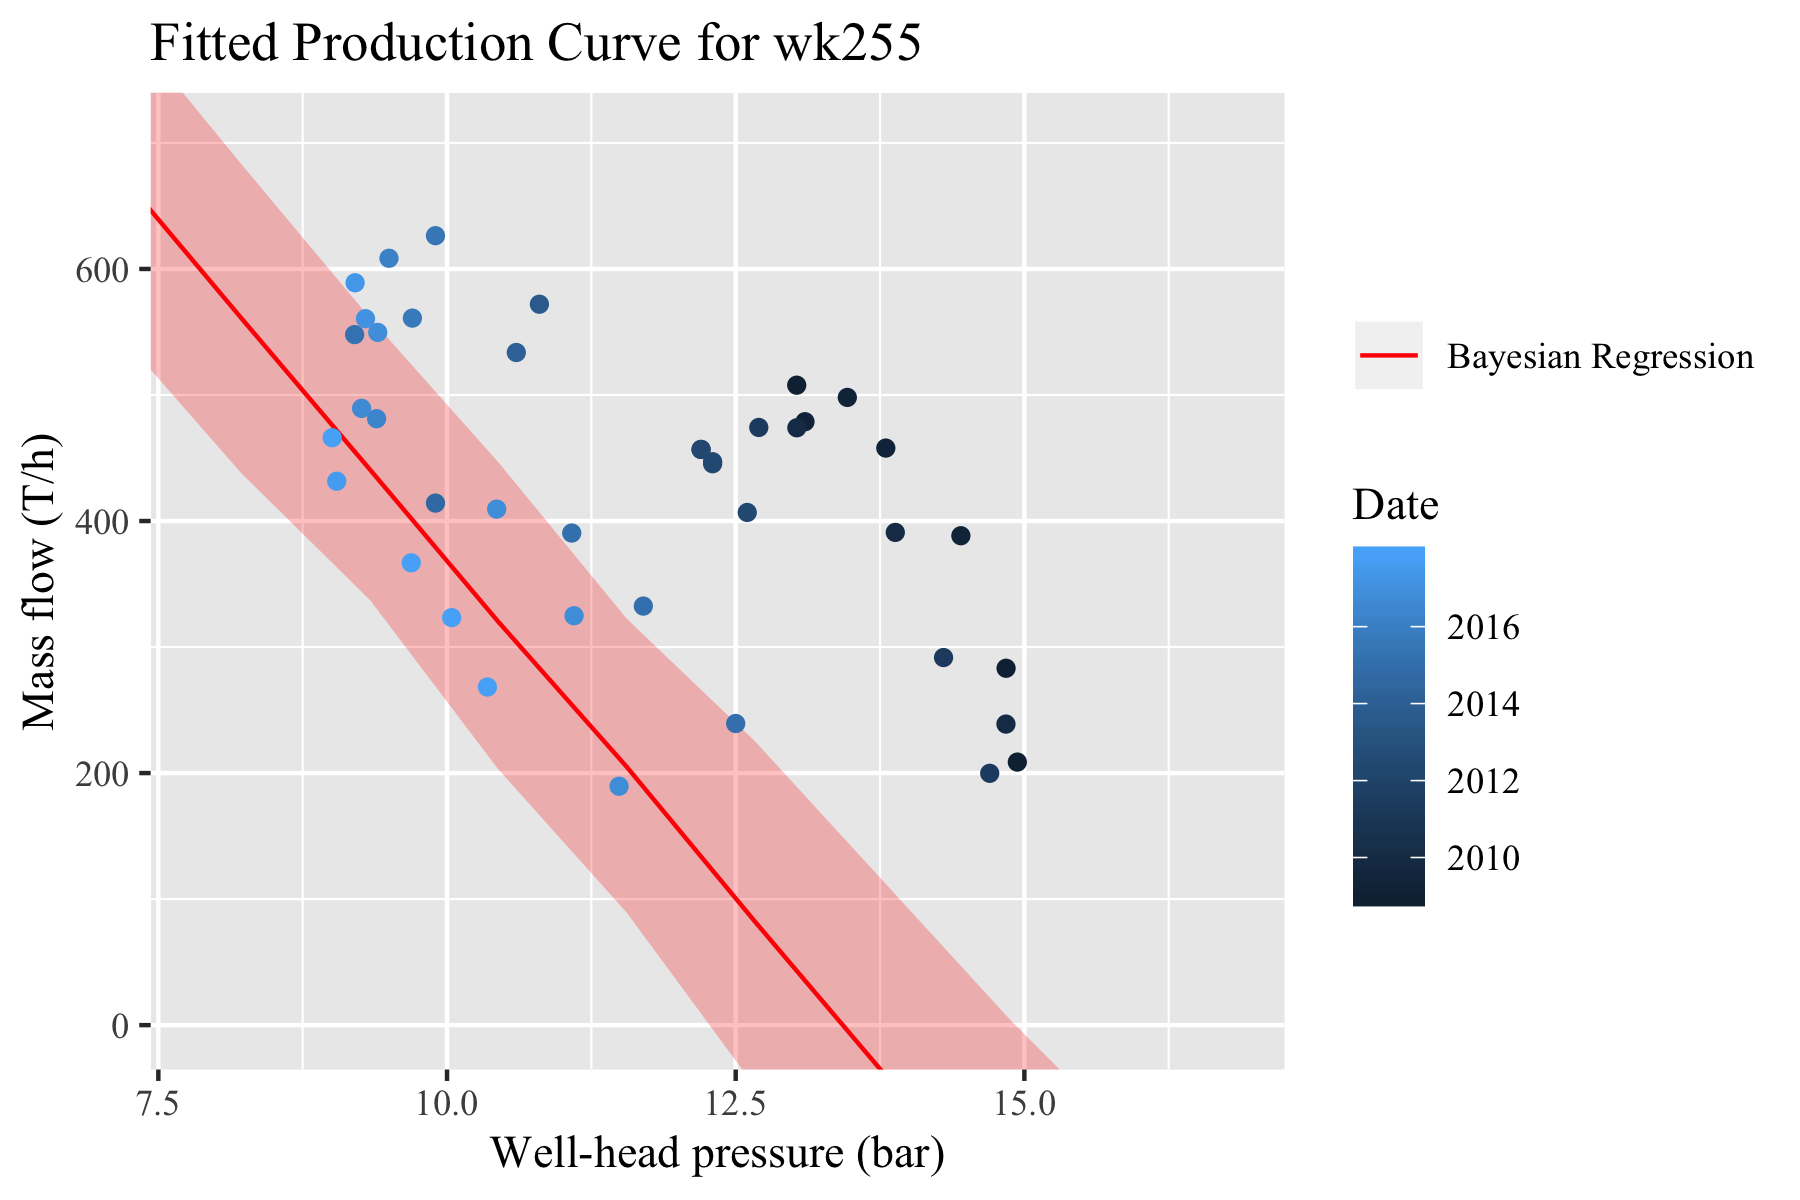 Fitted Production Curve for wk255
Mass flow (T/h)
600
400
200
0
7.5
10.0
12.5
15.0
Well-head pressure (bar)
Bayesian Regression
Date
2016
2014
2012
2010